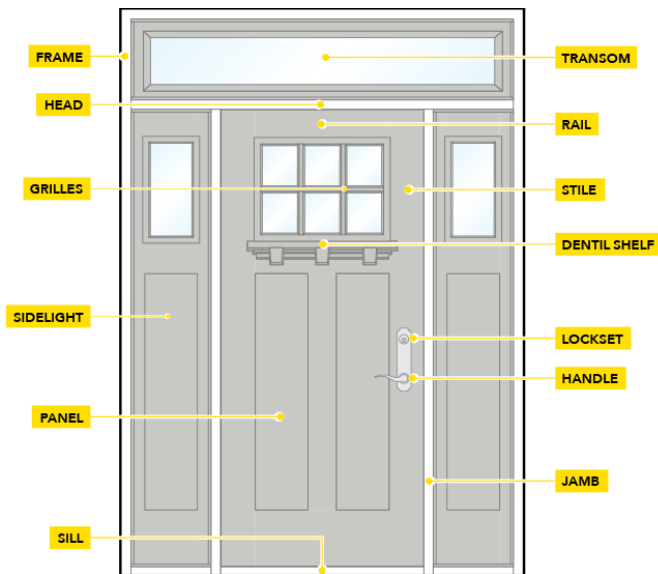 FRAME
TRANSOM
HEAD
RAIL
GRILLES
STILE
DENTIL SHELF
SIDELIGHT
LOCKSET
HANDLE
PANEL
JAMB
SILL